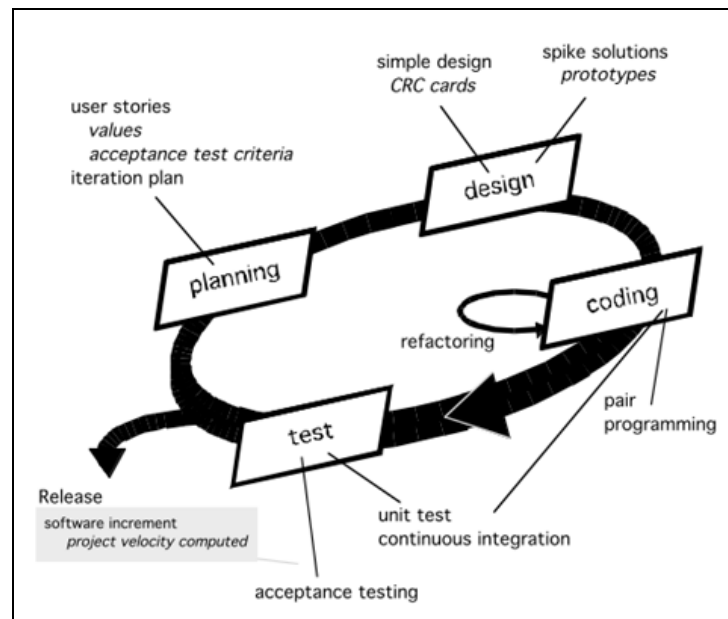 spike solutions
prototypes
simple design
CRC cards
user stories
values
acceptance test criteria
iteration plan
design
planning
coding
refactoring
pair
programming
test
unit test
continuous integration
Release
software increment
project velocity computed
acceptance testing